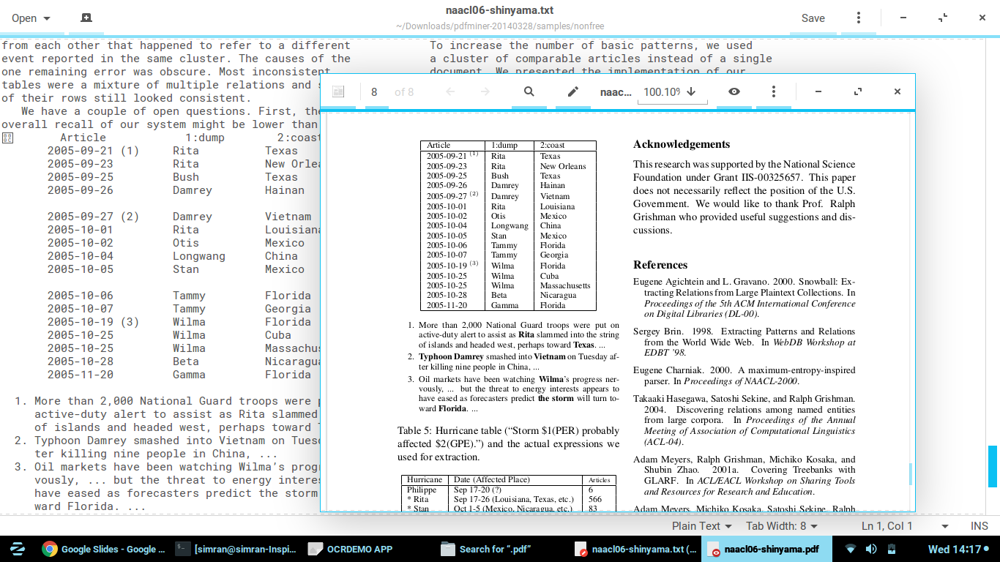 Open
naacl06-shinyama.txt
~/Downloads/pdfminer-20140328/samples/nonfree
Save
from each other that happened to refer to a different
event reported in the same cluster. The causes of the
one remaining error was obscure. Most inconsistent
tables were a mixture of multiple relations and
of their rows still looked consistent.
We have a couple of open questions. First, the
overall recall of our system might be lower than
Article 1:dump 2:coast
2005-09-21 (1) Rita Texas
2005-09-23 Rita New Orle
2005-09-25 Bush Texas
2005-09-26 Damrey Hainan
2005-09-27 (2) Damrey Vietnam
2005-10-01 Rita Louisiana
2005-10-02 Otis Mexico
2005-10-04 Longwang China
2005-10-05 Stan Mexico
2005-10-06 Tammy Florida
2005-10-07 Tammy Georgia
2005-10-19 (3) Wilma Florida
2005-10-25 Wilma Cuba
2005-10-25 Wilma Massachus
2005-10-28 Beta Nicaragua
2005-11-20 Gamma Florida
1. More than 2,000 National Guard troops were
active-duty alert to assist as Rita slammed
of islands and headed west, perhaps toward
2. Typhoon Damrey smashed into Vietnam on Tues
ter killing nine people in China, ...
3. Oil markets have been watching Wilma’s prog
vously, ... but the threat to energy interes
have eased as forecasters predict the storm
ward Florida. ...
To increase the number of basic patterns, we used
a cluster of comparable articles instead of a single
document. We presented the implementation of our
8 of 8
naac...
100.10%
Article 1:dump 2:coast
2005-09-21 (1) Rita Texas
2005-09-23 Rita New Orleans
2005-09-25 Bush Texas
2005-09-26 Damrey Hainan
2005-09-27 (2) Damrey Vietnam
2005-10-01 Rita Louisiana
2005-10-02 Otis Mexico
2005-10-04 Longwang China
2005-10-05 Stan Mexico
2005-10-06 Tammy Florida
2005-10-07 Tammy Georgia
2005-10-19 (3) Wilma Florida
2005-10-25 Wilma Cuba
2005-10-25 Wilma Massachusetts
2005-10-28 Beta Nicaragua
2005-11-20 Gamma Florida
1. More than 2,000 National Guard troops were put on
active-duty alert to assist as Rita slammed into the string
of islands and headed west, perhaps toward Texas. ...
2. Typhoon Damrey smashed into Vietnam on Tuesday af-
ter killing nine people in China, ...
3. Oil markets have been watching Wilma’s progress ner-
vously, ... but the threat to energy interests appears to
have eased as forecasters predict the storm will turn to-
ward Florida. ...
Table 5: Hurricane table (“Storm $1(PER) probably
affected $2(GPE).”) and the actual expressions we
used for extraction.
Hurricane Date (Affected Place) Articles
Philippe Sep 17-20 (?) 6
* Rita Sep 17-26 (Louisiana, Texas, etc.) 566
* Stan Oct 1-5 (Mexico, Nicaragua, etc.) 83
Acknowledgements
This research was supported by the National Science
Foundation under Grant IIS-00325657. This paper
does not necessarily reflect the position of the U.S.
Government. We would like to thank Prof. Ralph
Grishman who provided useful suggestions and dis-
cussions.
References
Eugene Agichtein and L. Gravano. 2000. Snowball: Ex-
tracting Relations from Large Plaintext Collections. In
Proceedings of the 5th ACM International Conference
on Digital Libraries (DL-00).
Sergey Brin. 1998. Extracting Patterns and Relations
from the World Wide Web. In WebDB Workshop at
EDBT ’98.
Eugene Charniak. 2000. A maximum-entropy-inspired
parser. In Proceedings of NAACL-2000.
Takaaki Hasegawa, Satoshi Sekine, and Ralph Grishman.
2004. Discovering relations among named entities
from large corpora. In Proceedings of the Annual
Meeting of Association of Computational Linguistics
(ACL-04).
Adam Meyers, Ralph Grishman, Michiko Kosaka, and
Shubin Zhao. 2001a. Covering Treebanks with
GLARF. In ACL/EACL Workshop on Sharing Tools
and Resources for Research and Education.
Adam Meyers, Michiko Kosaka, Satoshi Sekine, Ralph
Plain Text Tab Width: 8 Ln 1, Col 1 INS
Google Slides - Google ... [simran@simran-Inspi... OCRDEMO APP Search for “.pdf” naacl06-shinyama.txt (... naacl06-shinyama.pdf Wed 14:17